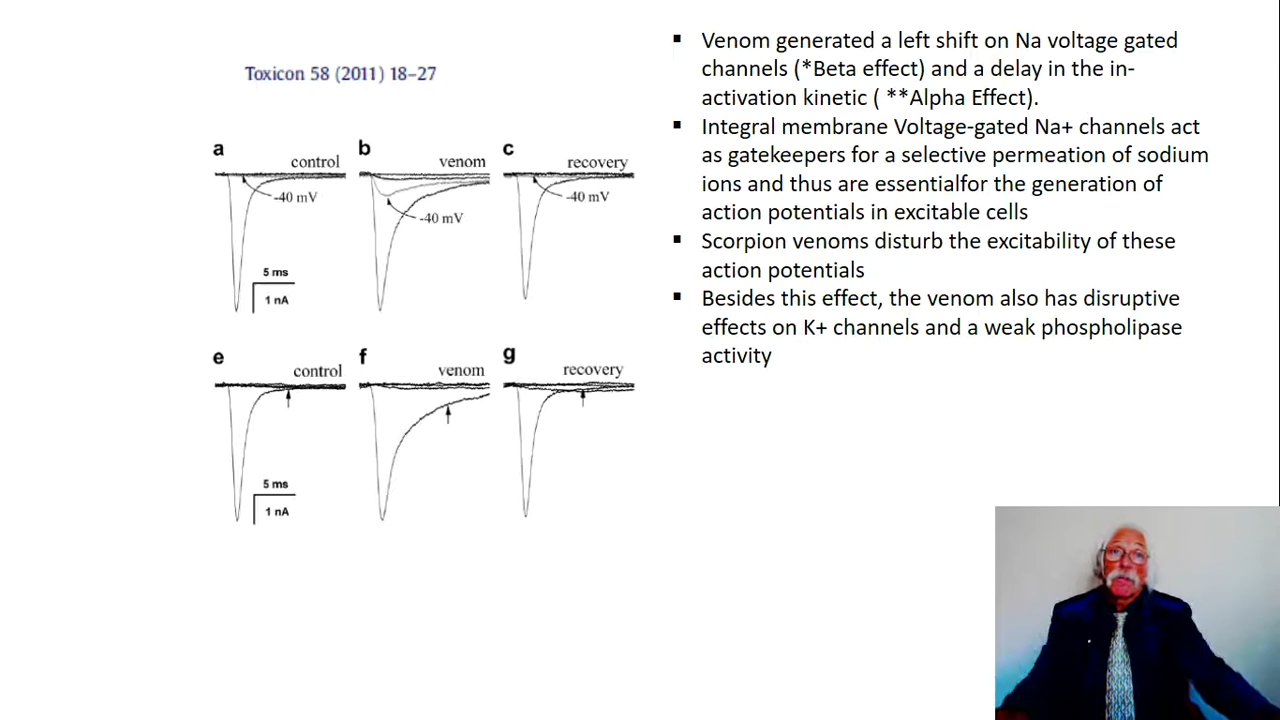 Toxicon 58 (2011) 18–27
a
control
-40 mV
5 ms
1 nA
b
venom
-40 mV
c
recovery
-40 mV
e
control
5 ms
1 nA
f
venom
g
recovery
▪ Venom generated a left shift on Na voltage gated
channels (*Beta effect) and a delay in the in-
activation kinetic ( **Alpha Effect).
▪ Integral membrane Voltage-gated Na+ channels act
as gatekeepers for a selective permeation of sodium
ions and thus are essentialfor the generation of
action potentials in excitable cells
▪ Scorpion venoms disturb the excitability of these
action potentials
▪ Besides this effect, the venom also has disruptive
effects on K+ channels and a weak phospholipase
activity